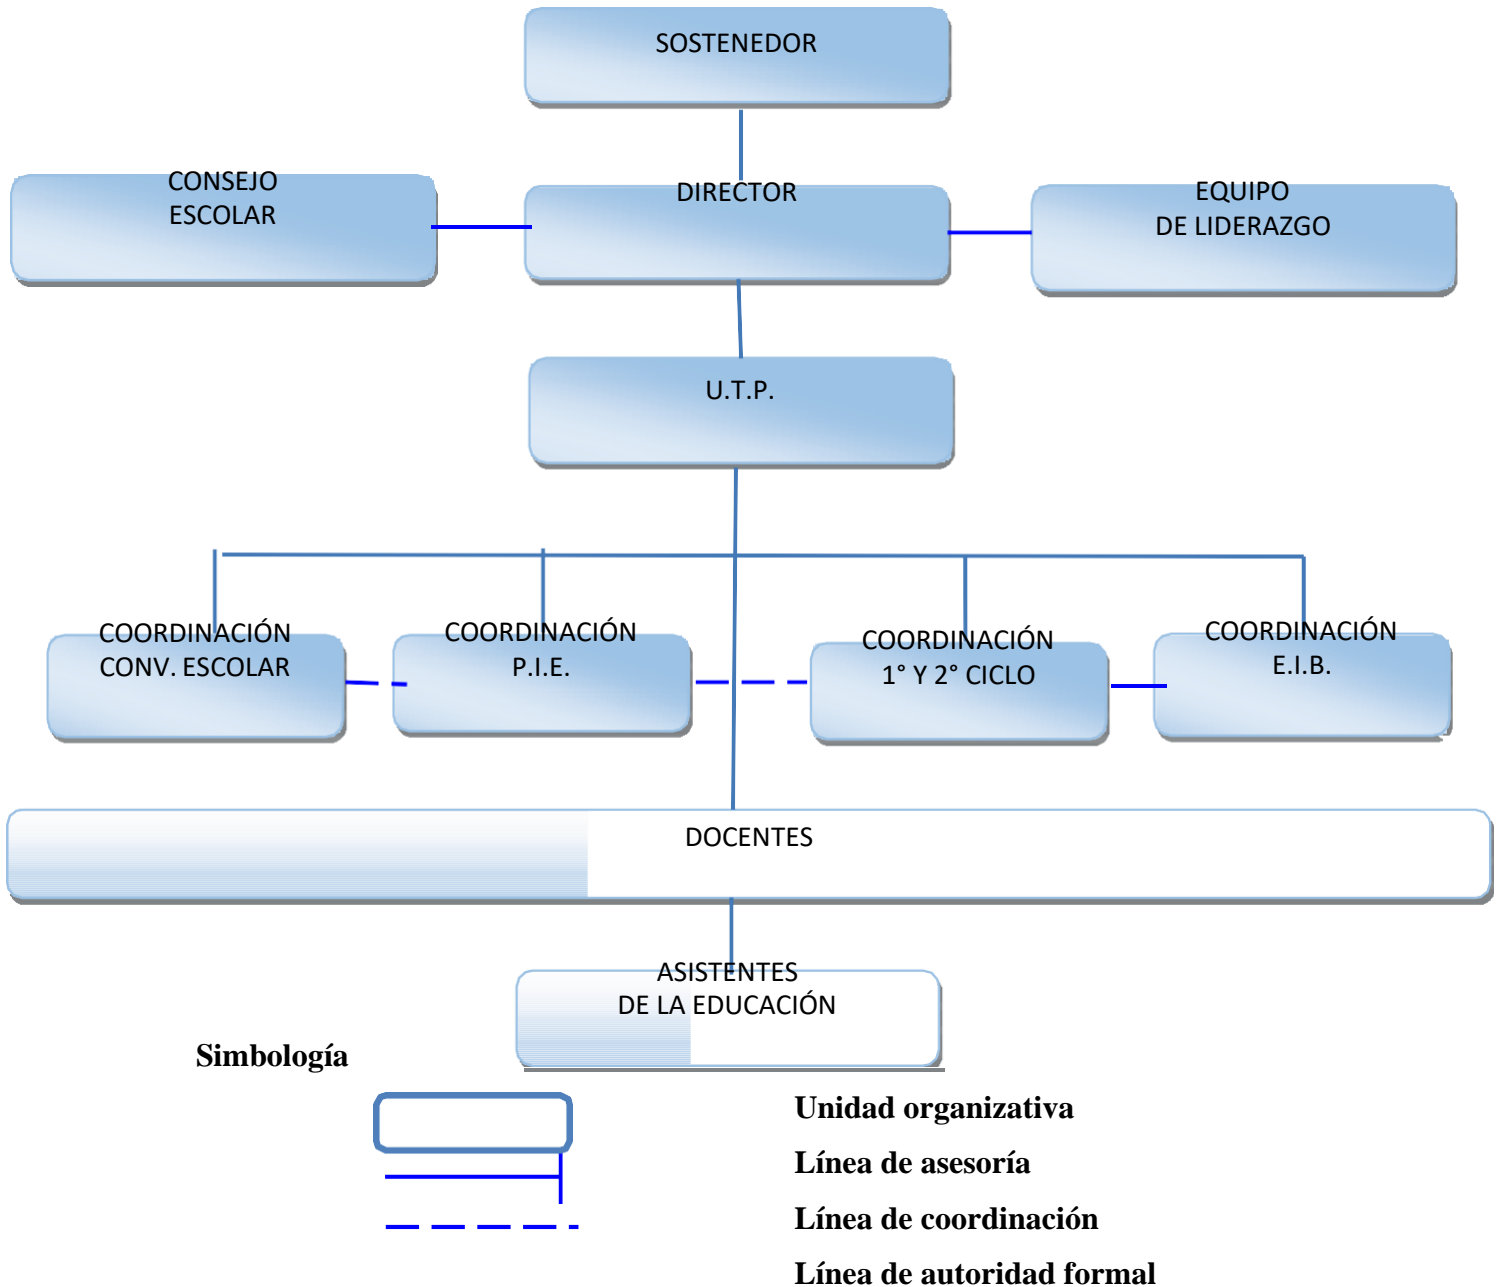 SOSTENEDOR
CONSEJO
ESCOLAR
DIRECTOR
EQUIPO
DE LIDERAZGO
U.T.P.
COORDINACIÓN
CONV. ESCOLAR
COORDINACIÓN
P.I.E.
COORDINACIÓN
1° Y 2° CICLO
COORDINACIÓN
E.I.B.
DOCENTES
ASISTENTES
DE LA EDUCACIÓN
Simbología
Unidad organizativa
Línea de asesoría
Línea de coordinación
Línea de autoridad formal